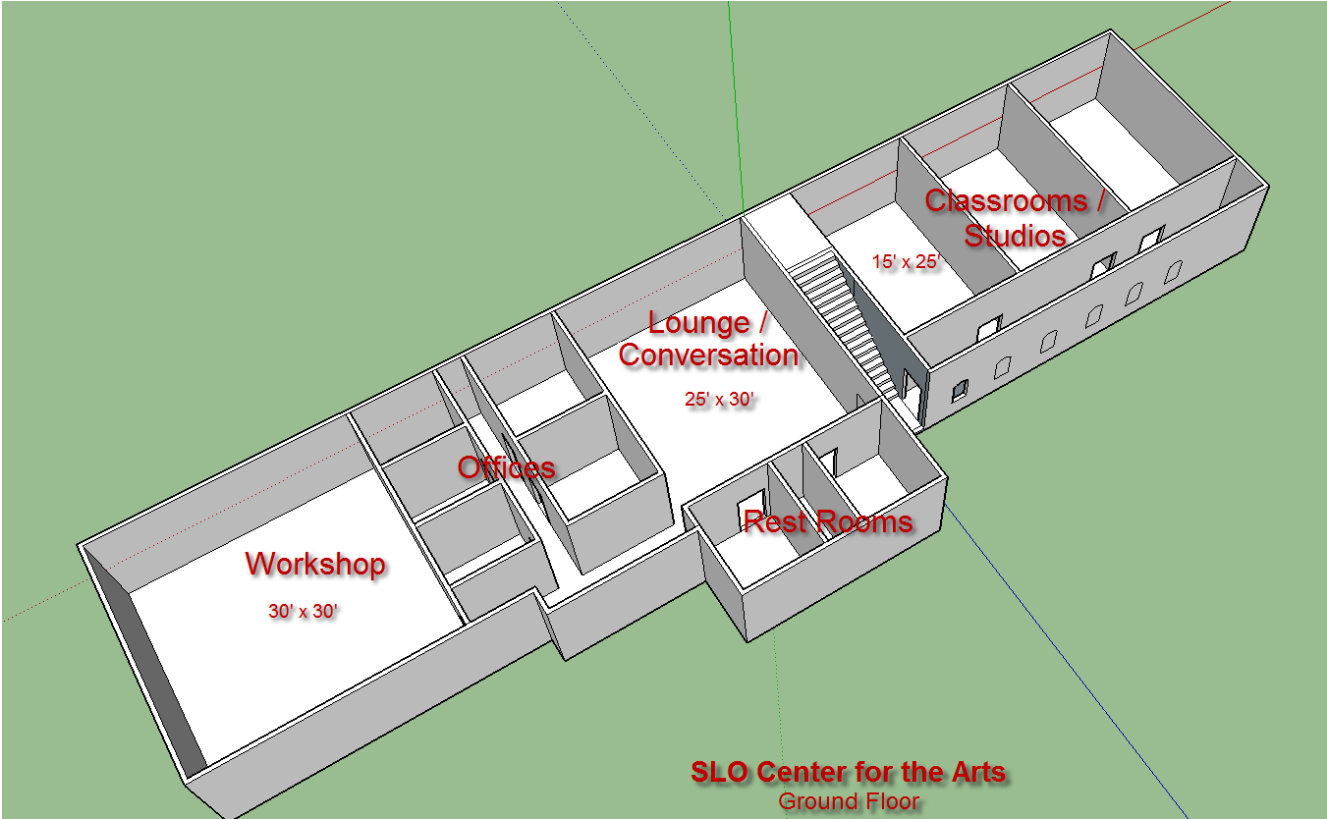 Classrooms /
Studios
15' x 25'
Lounge /
Conversation
25' x 30'
Offices
Rest Rooms
Workshop
30' x 30'
SLO Center for the Arts
Ground Floor